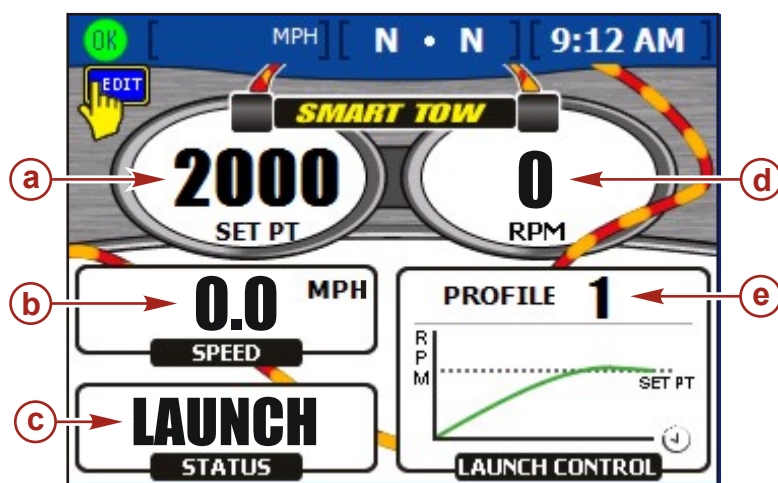 OK MPH N • N 9:12 AM
EDIT
SMART TOW
a 2000 0 d
SET PT RPM
b 0.0 MPH
SPEED
PROFILE 1 e
RPM
SET PT
c LAUNCH
STATUS
LAUNCH CONTROL